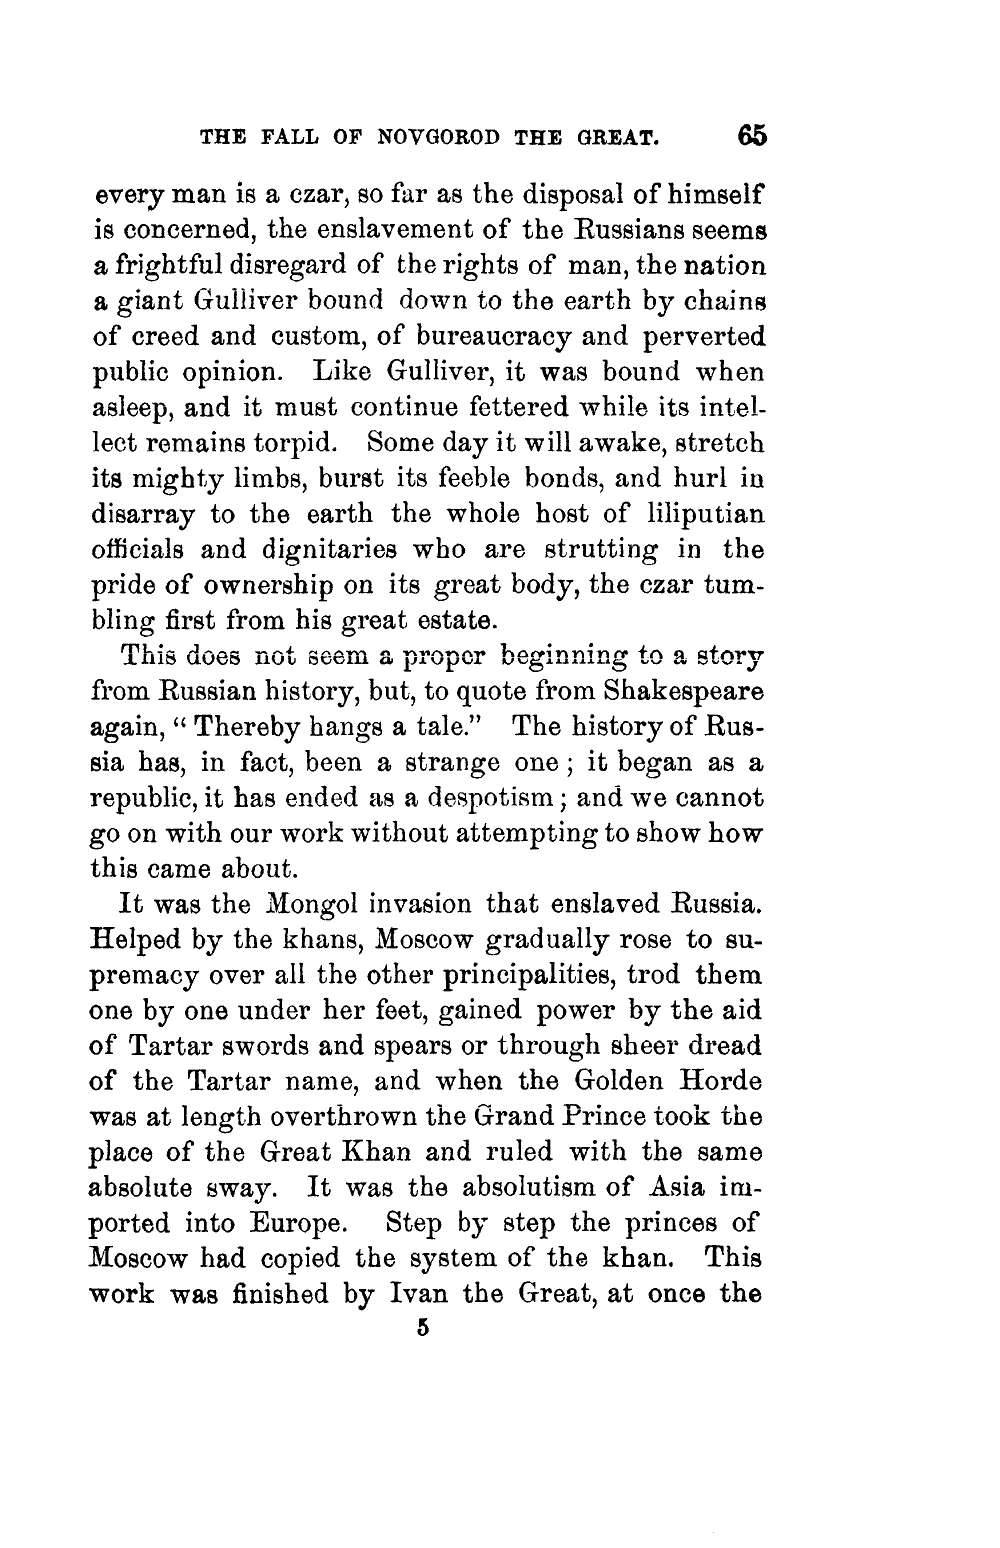 THE FALL OF NOVGOROD THE GREAT. 65
every man is a czar, so far as the disposal of himself
is concerned, the enslavement of the Russians seems
a frightful disregard of the rights of man, the nation
a giant Gulliver bound down to the earth by chains
of creed and custom, of bureaucracy and perverted
public opinion. Like Gulliver, it was bound when
asleep, and it must continue fettered while its intel-
lect remains torpid. Some day it will awake, stretch
its mighty limbs, burst its feeble bonds, and hurl in
disarray to the earth the whole host of liliputian
officials and dignitaries who are strutting in the
pride of ownership on its great body, the czar tum-
bling first from his great estate.
This does not seem a proper beginning to a story
from Russian history, but, to quote from Shakespeare
again, “ Thereby hangs a tale.” The history of Rus-
sia has, in fact, been a strange one ; it began as a
republic, it has ended as a despotism ; and we cannot
go on with our work without attempting to show how
this came about.
It was the Mongol invasion that enslaved Russia.
Helped by the khans, Moscow gradually rose to su-
premacy over all the other principalities, trod them
one by one under her feet, gained power by the aid
of Tartar swords and spears or through sheer dread
of the Tartar name, and when the Golden Horde
was at length overthrown the Grand Prince took the
place of the Great Khan and ruled with the same
absolute sway. It was the absolutism of Asia im-
ported into Europe. Step by step the princes of
Moscow had copied the system of the khan. This
work was finished by Ivan the Great, at once the
5